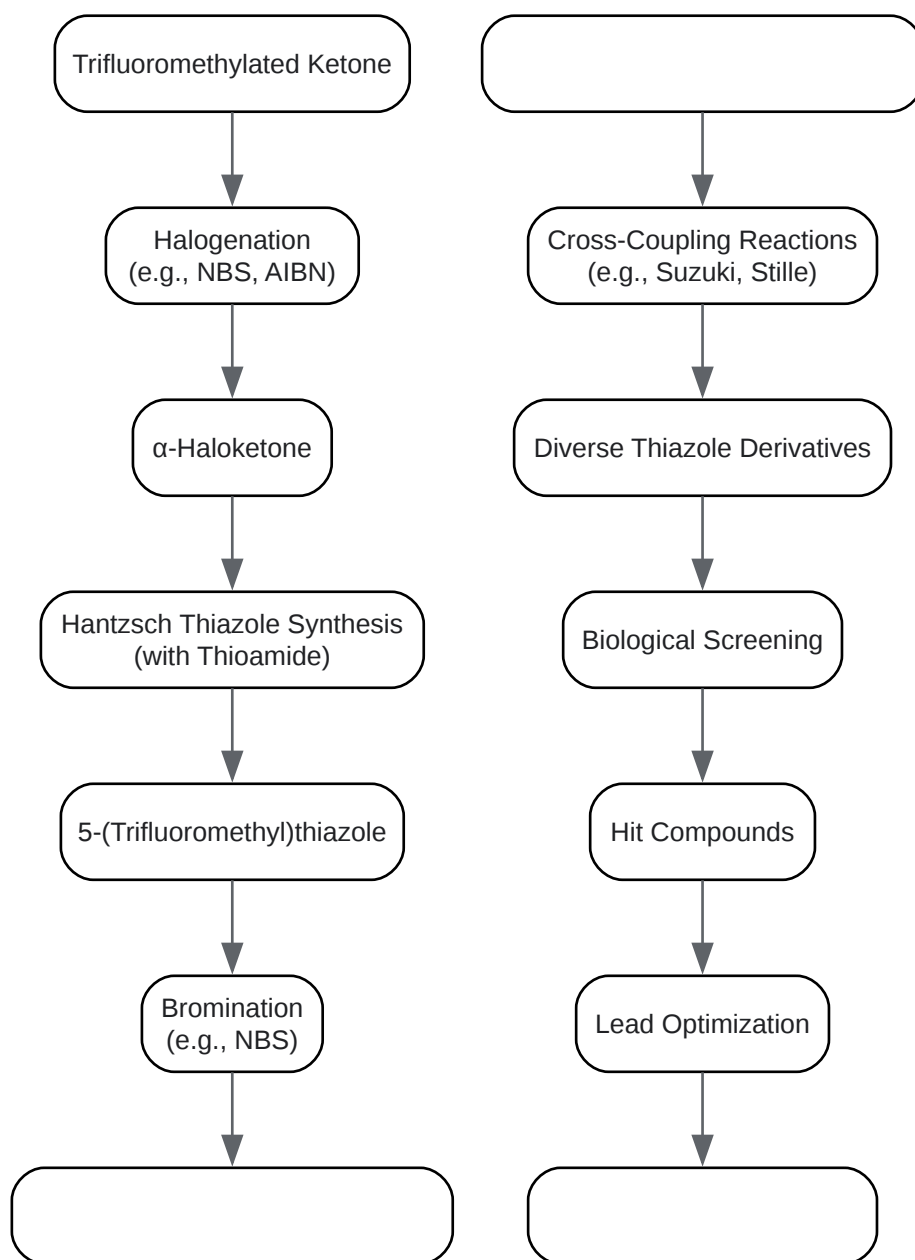 Trifluoromethylated Ketone
Halogenation
(e.g., NBS, AIBN)
α-Haloketone
Hantzsch Thiazole Synthesis
(with Thioamide)
5-(Trifluoromethyl)thiazole
Bromination
(e.g., NBS)
Cross-Coupling Reactions
(e.g., Suzuki, Stille)
Diverse Thiazole Derivatives
Biological Screening
Hit Compounds
Lead Optimization